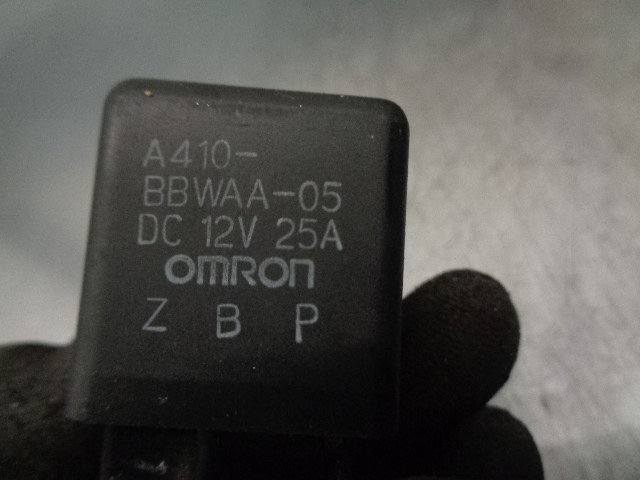 A410-
BBWAA-05
DC 12V 25A
omron
Z B P